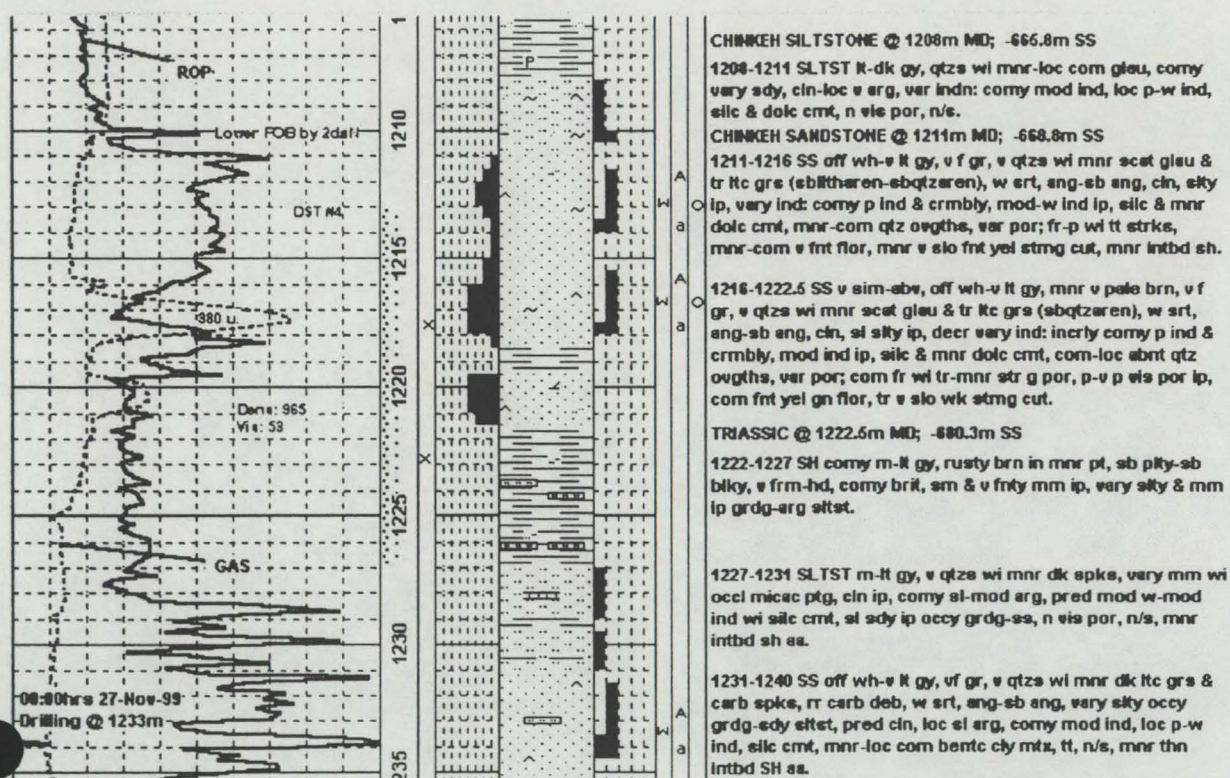 1
ROP
P
CHINKEH SILTSTONE @ 1208m MD; -665.8m SS
1208-1211 SLTST lt-dk gy, qtzs wi mnr-loc com glau, comy
vary sdy, cln-loc v arg, var indn: comy mod ind, loc p-w ind,
silc & dolc cmt, n vis por, n/s.
Lower FOB by 2daN
1210
CHINKEH SANDSTONE @ 1211m MD; -668.8m SS
1211-1216 SS off wh-v lt gy, v f gr, v qtzs wi mnr scat glau &
tr ltc grs (sblitharen-sbqtzaren), w srt, ang-sb ang, cln, slty
ip, vary ind: comy p ind & crmbly, mod-w ind ip, silc & mnr
dolc cmt, mnr-com qtz ovgths, var por; fr-p wi tt strks,
mnr-com v fnt flor, mnr v slo fnt yel stmg cut, mnr intbd sh.
DST #4,
A
Σ
a
O
1215
1216-1222.5 SS v sim-abv, off wh-v lt gy, mnr v pale brn, v f
gr, v qtzs wi mnr scat glau & tr ltc grs (sbqtzaren), w srt,
ang-sb ang, cln, sl slty ip, decr vary ind: incrly comy p ind &
crmbly, mod ind ip, silc & mnr dolc cmt, com-loc abnt qtz
ovgths, var por; com fr wi tr-mnr str g por, p-v p vis por ip,
com fnt yel gn flor, tr v slo wk stmg cut.
380 u.
X
A
Σ
a
O
1220
Dens: 965
Vis: 53
TRIASSIC @ 1222.5m MD; -680.3m SS
1222-1227 SH comy m-lt gy, rusty brn in mnr pt, sb plty-sb
blky, v frm-hd, comy brit, sm & v fnty mm ip, vary slty & mm
ip grdg-arg sltst.
X
1225
GAS
1227-1231 SLTST m-lt gy, v qtzs wi mnr dk spks, vary mm wi
occl micac ptg, cln ip, comy sl-mod arg, pred mod w-mod
ind wi silc cmt, sl sdy ip occy grdg-ss, n vis por, n/s, mnr
intbd sh aa.
1230
1231-1240 SS off wh-v lt gy, vf gr, v qtzs wi mnr dk ltc grs &
carb spks, rr carb deb, w srt, ang-sb ang, vary slty occy
grdg-sdy sltst, pred cln, loc sl arg, comy mod ind, loc p-w
ind, silc cmt, mnr-loc com bentc cly mtx, tt, n/s, mnr thn
intbd SH aa.
00:00hrs 27-Nov-99
Drilling @ 1233m
A
Σ
a
1235